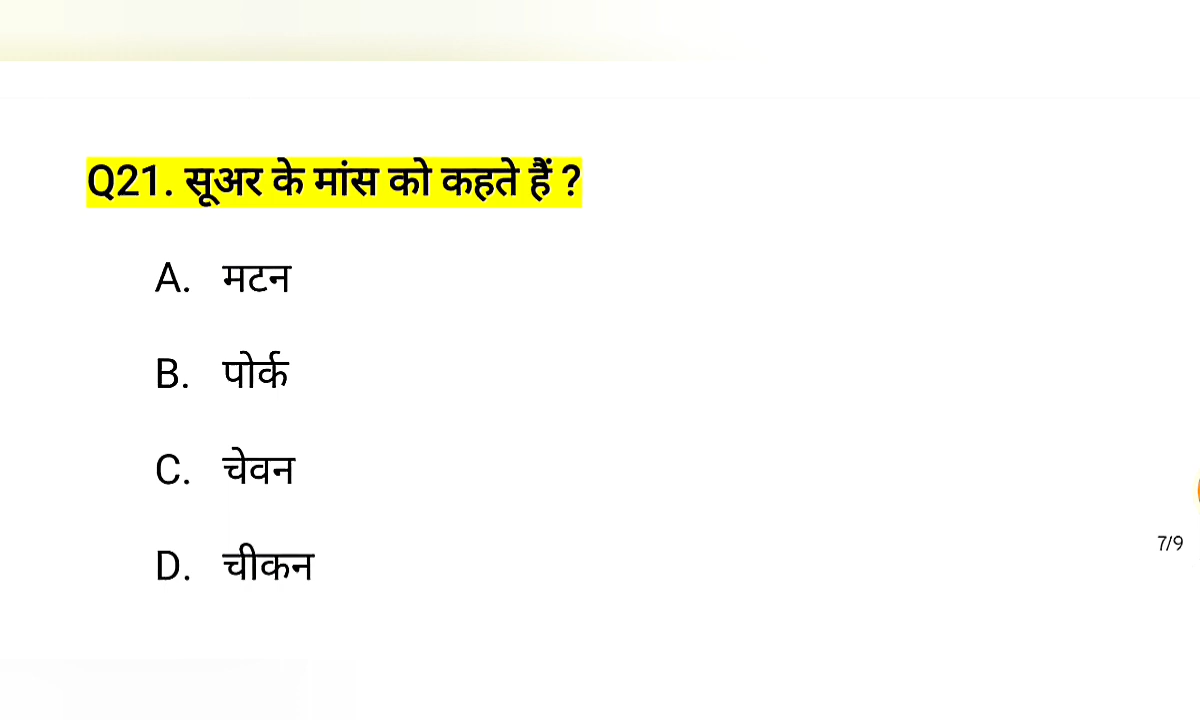 Q21. सूअर के मांस को कहते हैं ?
A. मटन
B. पोर्क
C. चेवन
D. चीकन
7/9